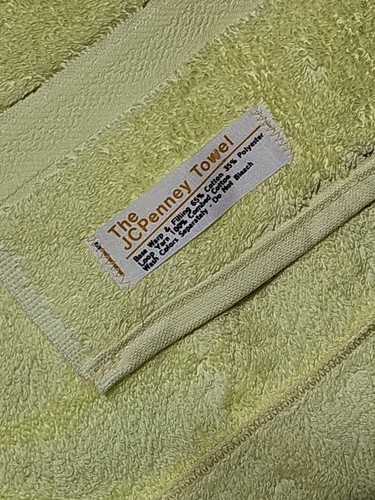 The
JCPenney Towel
Base Warp & Filling 65% Cotton 35% Polyester
Loop Yarn 100% Combed Cotton
Wash Colors Separately - Do Not Bleach